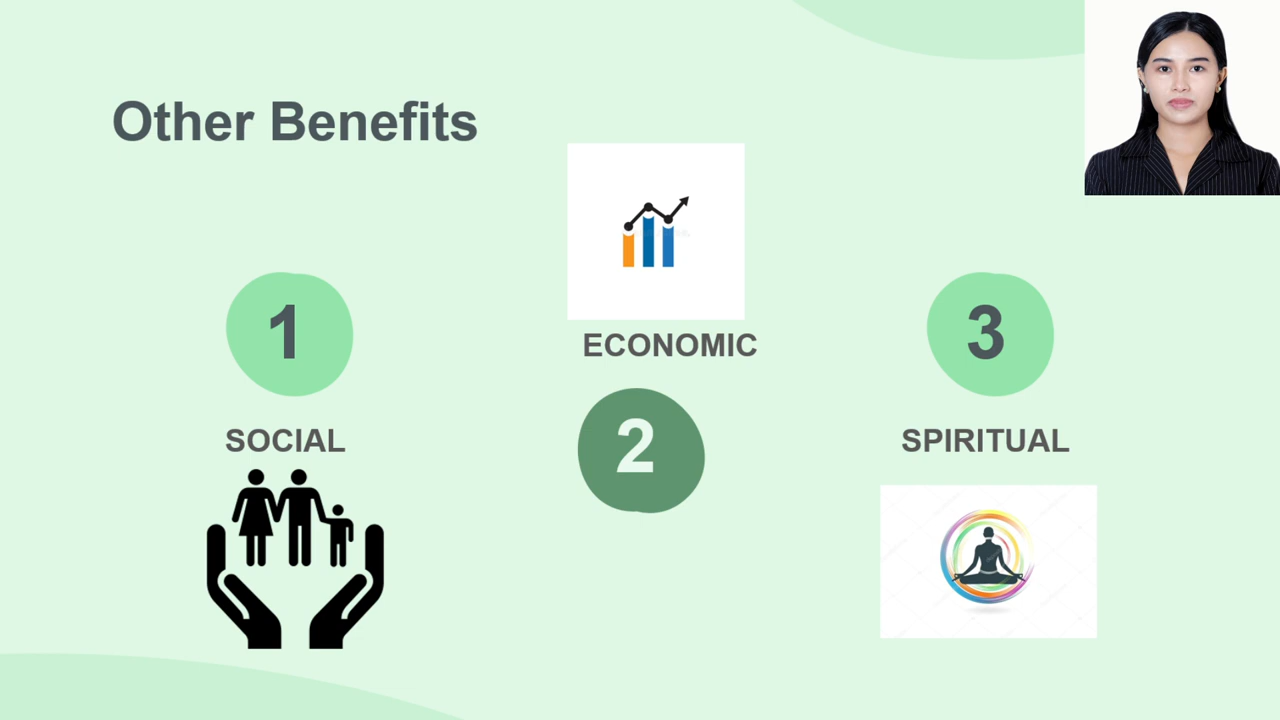 Other Benefits
1
SOCIAL
ECONOMIC
2
3
SPIRITUAL